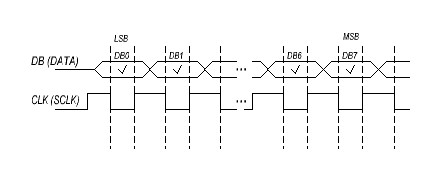 LSB MSB
DB0 DB1 DB6 DB7
DB (DATA)
CLK (SCLK)